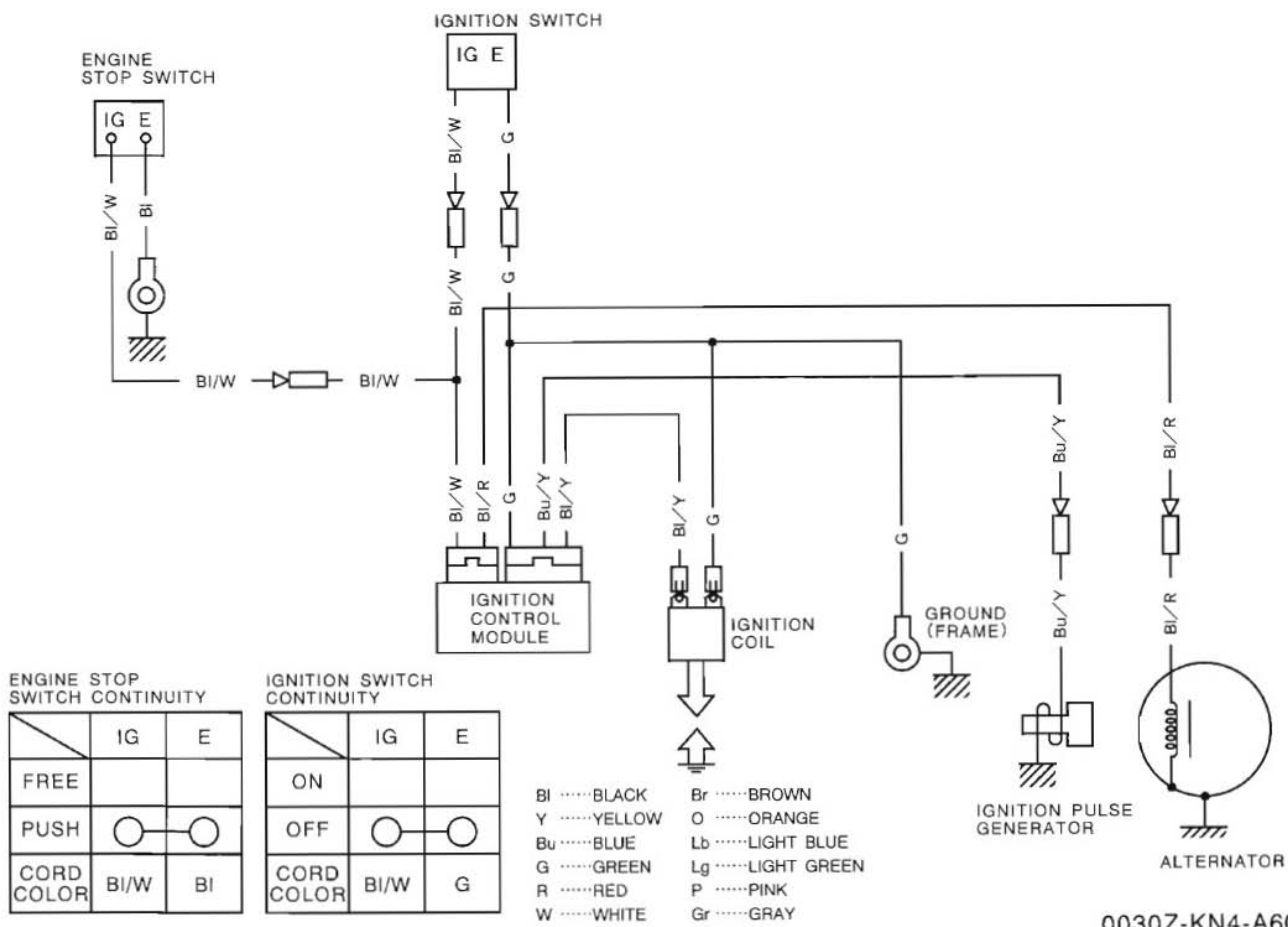 IGNITION SWITCH
IG E
ENGINE
STOP SWITCH
IG E
Bl/W
G
Bl/W
Bl
Bl/W
G
Bl/W
Bl/W
Bu/Y
Bl/R
Bl/W
Bl/R
G
Bu/Y
Bl/Y
Bl/Y
G
G
IGNITION
CONTROL
MODULE
IGNITION
COIL
GROUND
(FRAME)
Bu/Y
Bl/R
IGNITION PULSE
GENERATOR
ALTERNATOR
ENGINE STOP
SWITCH CONTINUITY
IG E
FREE
PUSH
CORD
COLOR Bl/W Bl
IGNITION SWITCH
CONTINUITY
IG E
ON
OFF
CORD
COLOR Bl/W G
Bl ······BLACK
Y ······YELLOW
Bu ······BLUE
G ······GREEN
R ······RED
W ······WHITE
Br ······BROWN
O ······ORANGE
Lb ······LIGHT BLUE
Lg ······LIGHT GREEN
P ······PINK
Gr ······GRAY
0030Z-KN4-A60